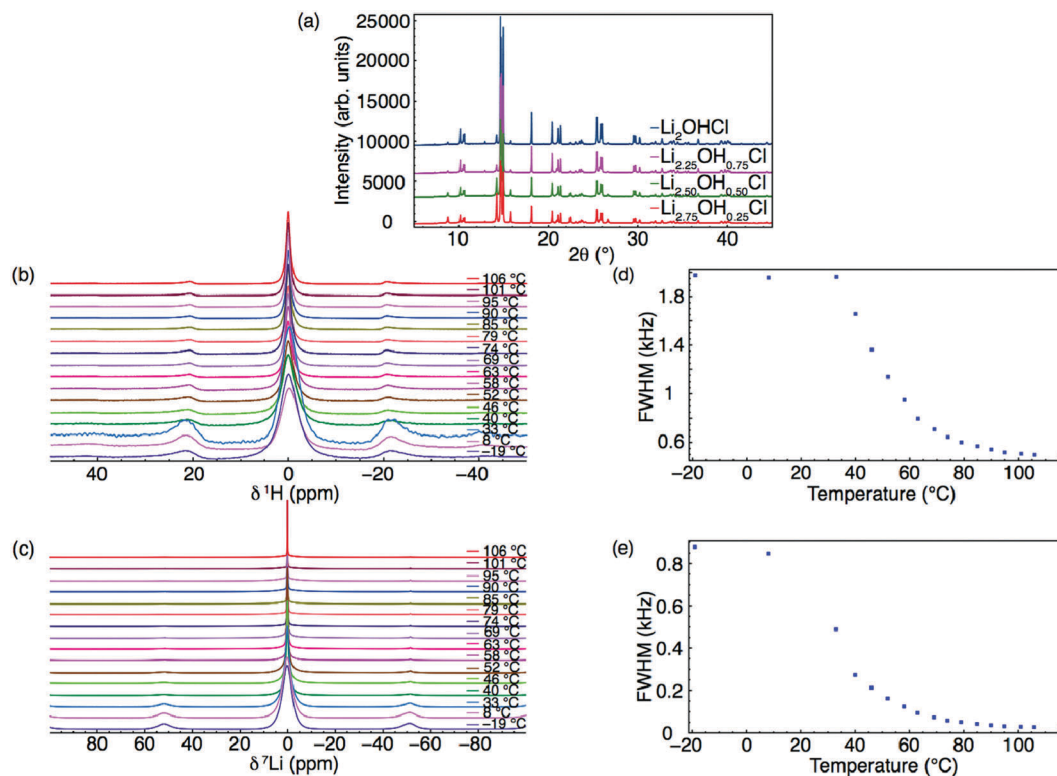 (a)
Intensity (arb. units)
25000
20000
15000
10000
5000
0
–Li₂OHCl
–Li₂.₂₅OH₀.₇₅Cl
–Li₂.₅₀OH₀.₅₀Cl
–Li₂.₇₅OH₀.₂₅Cl
10 20 30 40
2θ (°)
(b)
– 106 °C
– 101 °C
– 95 °C
– 90 °C
– 85 °C
– 79 °C
– 74 °C
– 69 °C
– 63 °C
– 58 °C
– 52 °C
– 46 °C
– 40 °C
– 33 °C
– 8 °C
– –19 °C
40 20 0 −20 −40
δ ¹H (ppm)
(c)
– 106 °C
– 101 °C
– 95 °C
– 90 °C
– 85 °C
– 79 °C
– 74 °C
– 69 °C
– 63 °C
– 58 °C
– 52 °C
– 46 °C
– 40 °C
– 33 °C
– 8 °C
– –19 °C
80 60 40 20 0 −20 −40 −60 −80
δ ⁷Li (ppm)
(d)
FWHM (kHz)
1.8
1.4
1
0.6
−20 0 20 40 60 80 100
Temperature (°C)
(e)
FWHM (kHz)
0.8
0.6
0.4
0.2
0
−20 0 20 40 60 80 100
Temperature (°C)